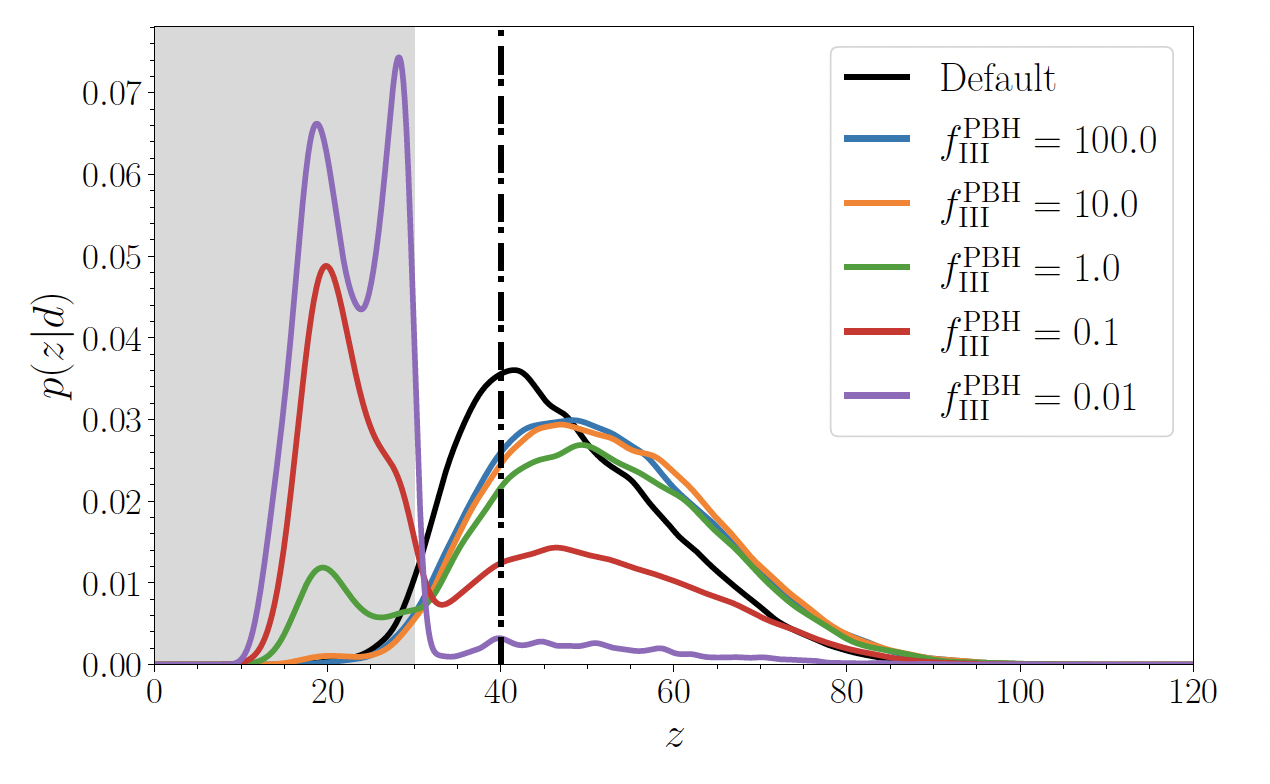 p(z|d)
0.07
0.06
0.05
0.04
0.03
0.02
0.01
0.00
0 20 40 60 80 100 120
z
Default
f_III^PBH = 100.0
f_III^PBH = 10.0
f_III^PBH = 1.0
f_III^PBH = 0.1
f_III^PBH = 0.01